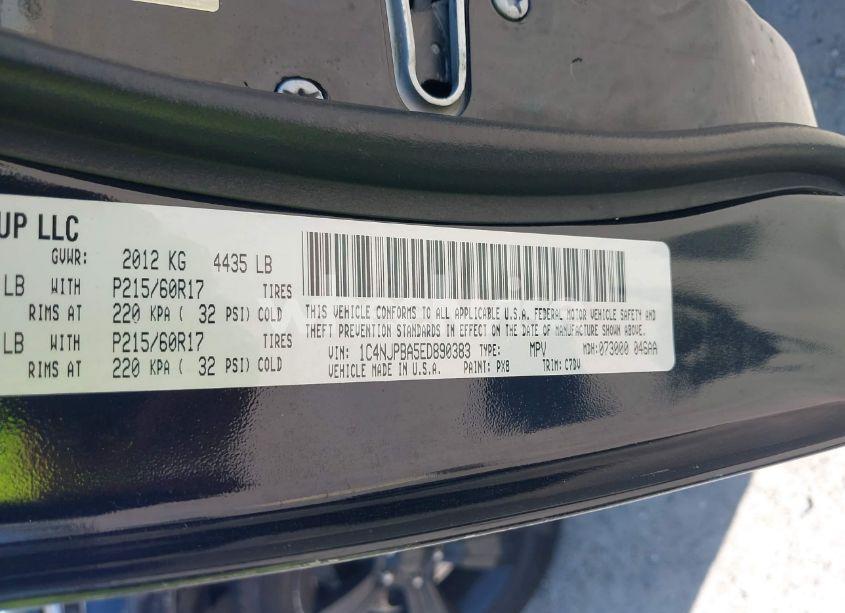 UP LLC
GVWR: 2012 KG 4435 LB
LB WITH P215/60R17 TIRES
RIMS AT 220 KPA ( 32 PSI) COLD
LB WITH P215/60R17 TIRES
RIMS AT 220 KPA ( 32 PSI) COLD
THIS VEHICLE CONFORMS TO ALL APPLICABLE U.S.A. FEDERAL MOTOR VEHICLE SAFETY AND
THEFT PREVENTION STANDARDS IN EFFECT ON THE DATE OF MANUFACTURE SHOWN ABOVE.
VIN: 1C4NJPBA5ED890383 TYPE: MPV MDH:073000 046AA
VEHICLE MADE IN U.S.A. PAINT: PX8 TRIM: C7DV